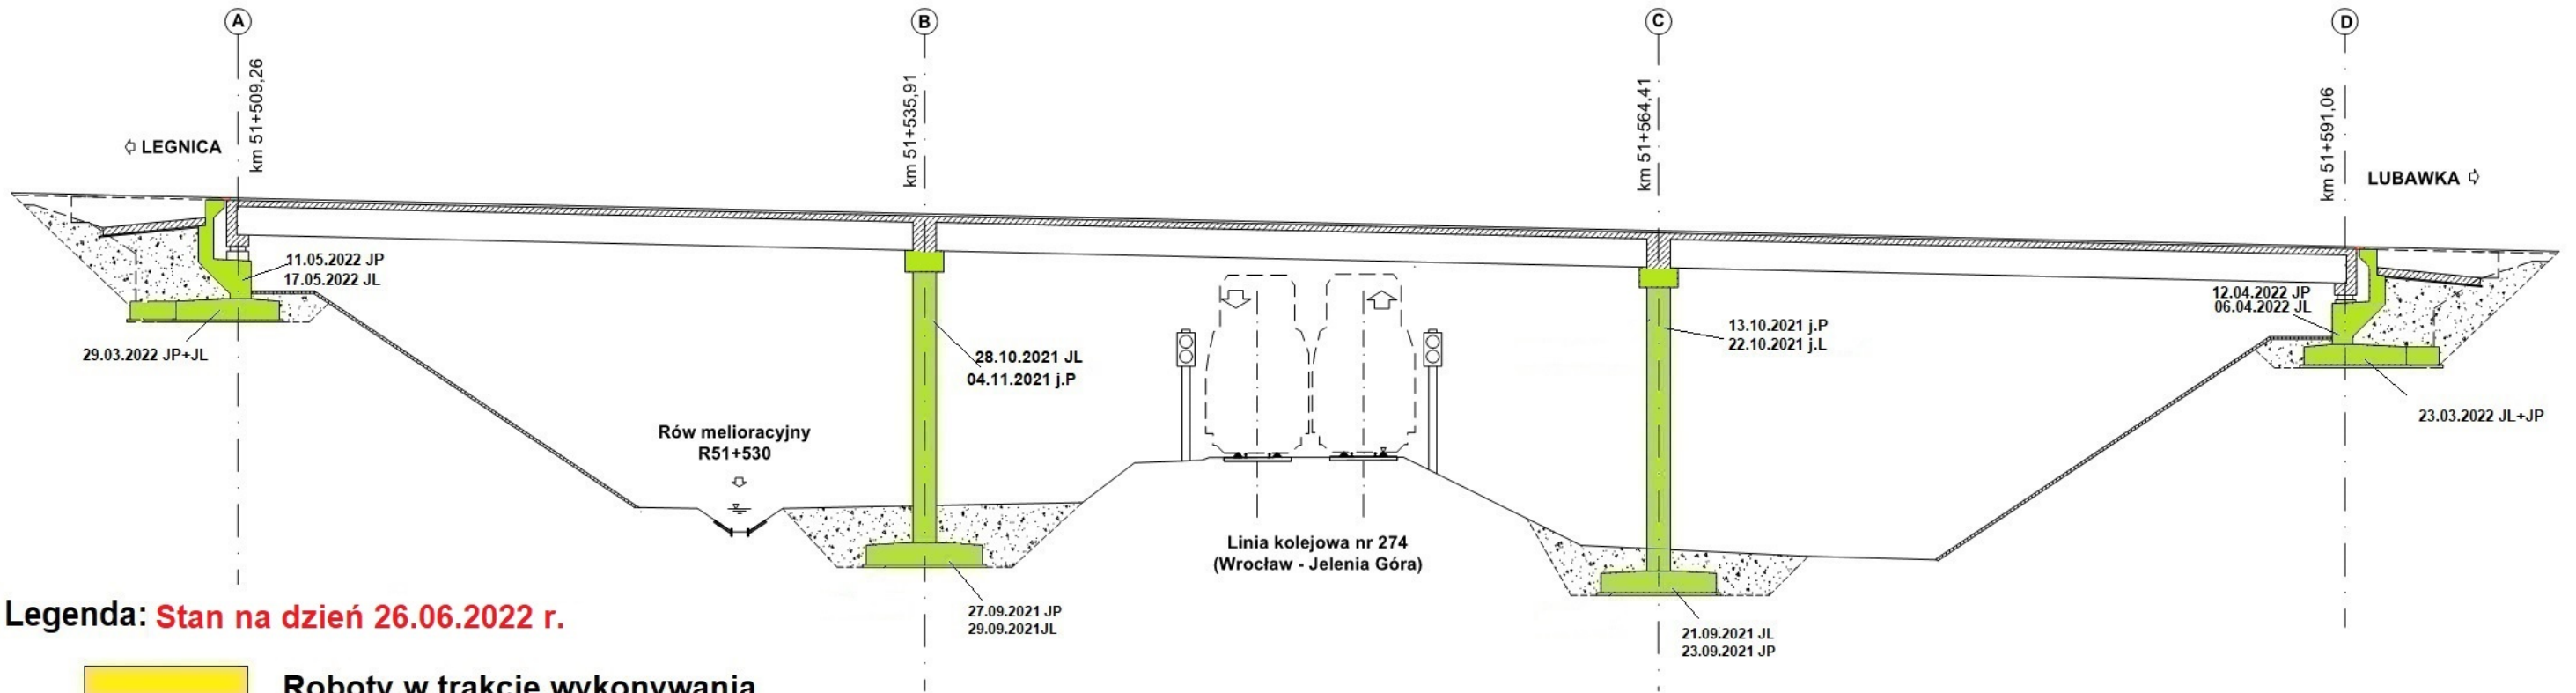 A
B
C
D
km 51+509,26
km 51+535,91
km 51+564,41
km 51+591,06
LEGNICA
LUBAWKA
11.05.2022 JP
17.05.2022 JL
29.03.2022 JP+JL
28.10.2021 JL
04.11.2021 j.P
13.10.2021 j.P
22.10.2021 j.L
12.04.2022 JP
06.04.2022 JL
23.03.2022 JL+JP
Rów melioracyjny
R51+530
Linia kolejowa nr 274
(Wrocław - Jelenia Góra)
27.09.2021 JP
29.09.2021JL
21.09.2021 JL
23.09.2021 JP
Legenda: Stan na dzień 26.06.2022 r.
Roboty w trakcie wykonywania